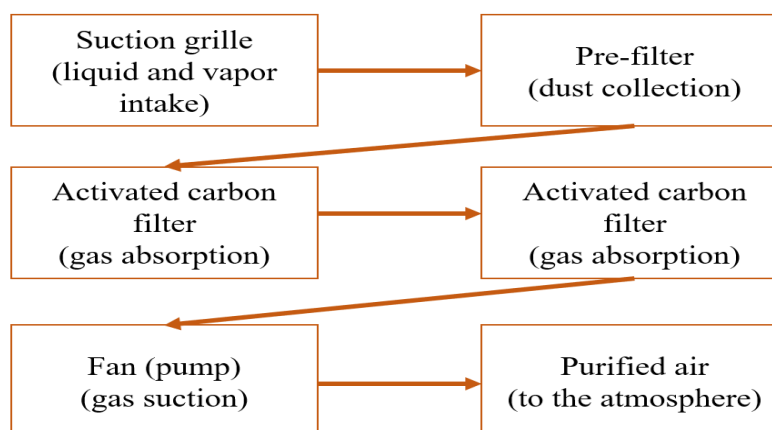 Suction grille
(liquid and vapor
intake)
Pre-filter
(dust collection)
Activated carbon
filter
(gas absorption)
Activated carbon
filter
(gas absorption)
Fan (pump)
(gas suction)
Purified air
(to the atmosphere)